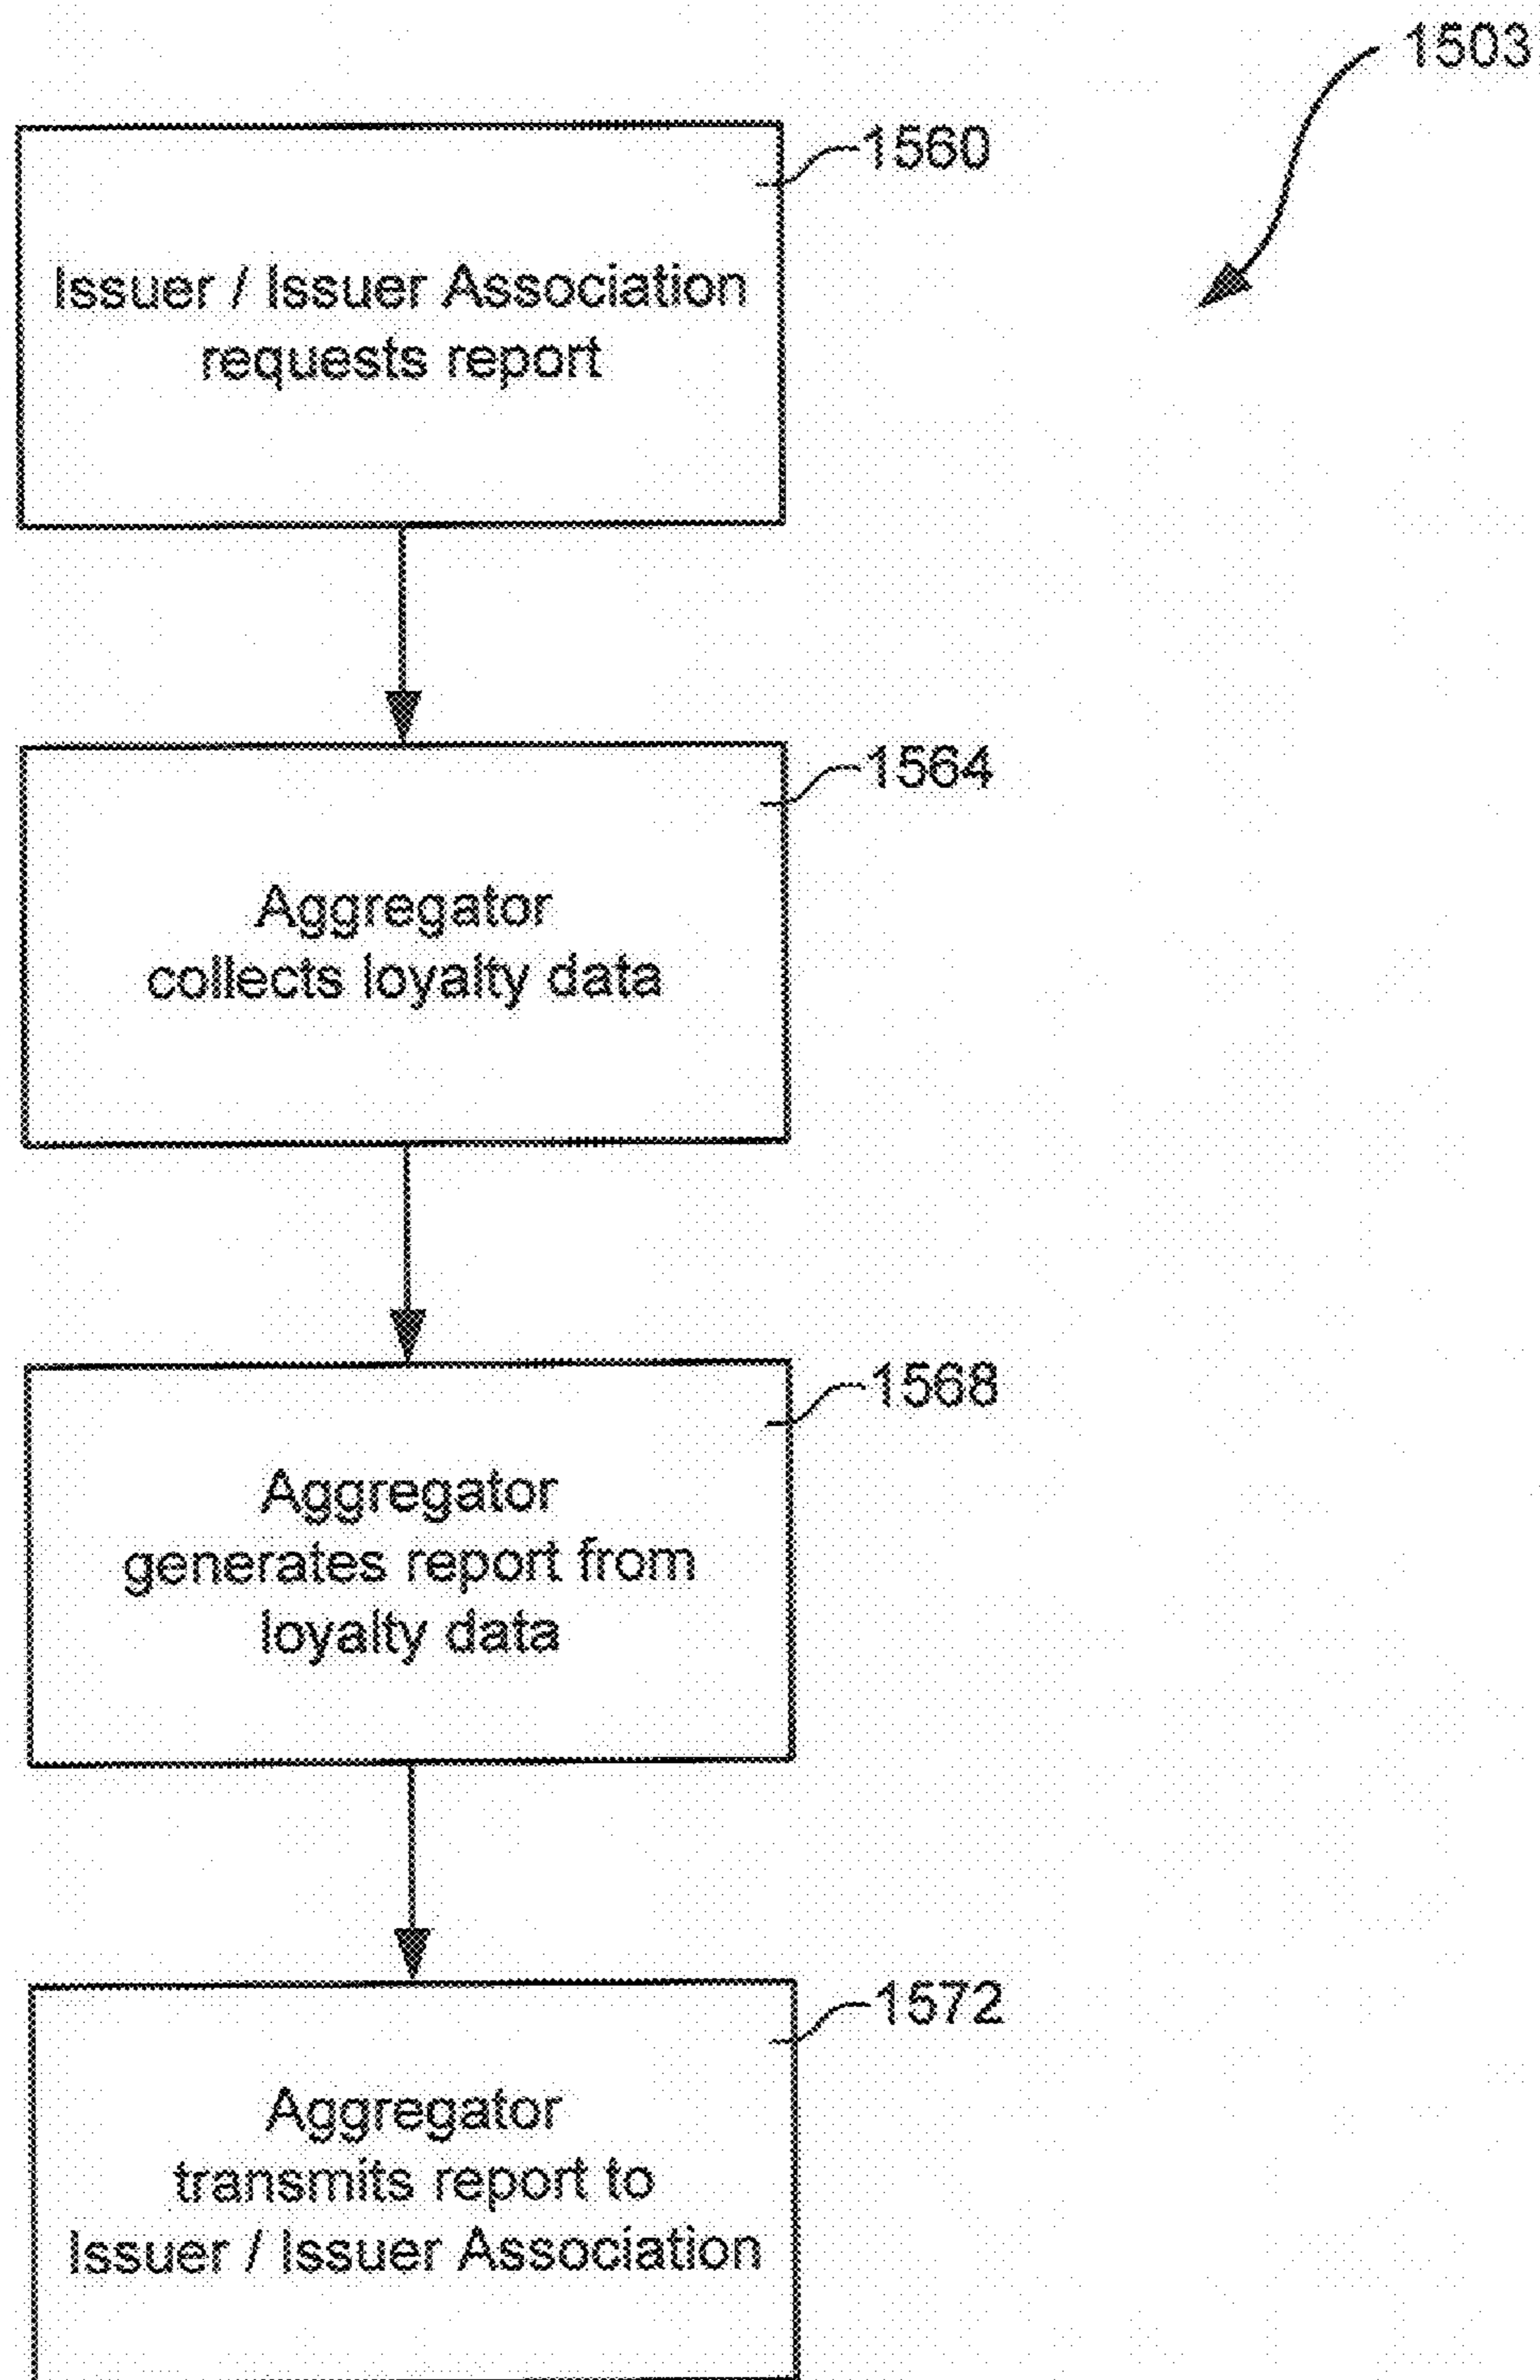 1503
1560
Issuer / Issuer Association
requests report
1564
Aggregator
collects loyalty data
1568
Aggregator
generates report from
loyalty data
1572
Aggregator
transmits report to
Issuer / Issuer Association